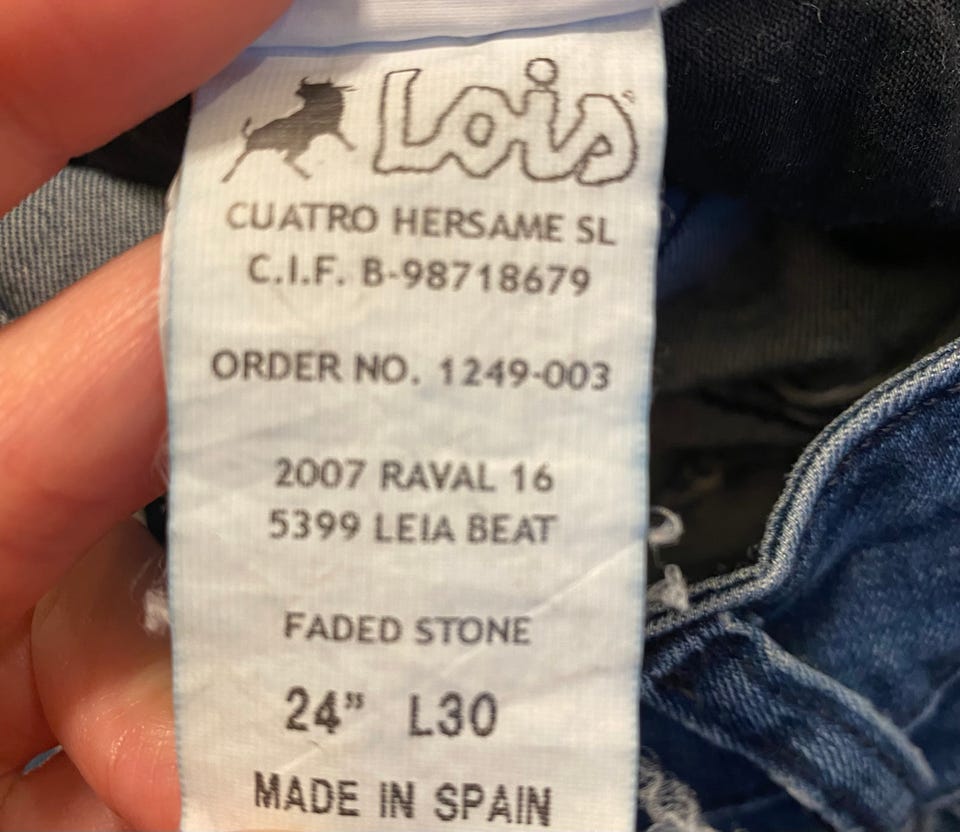 Lois
CUATRO HERSAME SL
C.I.F. B-98718679
ORDER NO. 1249-003
2007 RAVAL 16
5399 LEIA BEAT
FADED STONE
24” L30
MADE IN SPAIN